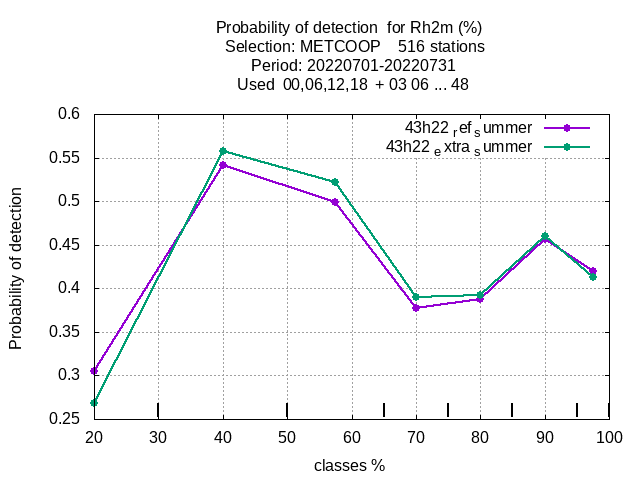 Probability of detection for Rh2m (%)
Selection: METCOOP 516 stations
Period: 20220701-20220731
Used 00,06,12,18 + 03 06 ... 48
0.6
43h22 ref summer
0.55
43h22 extra summer
0.5
0.45
0.4
0.35
0.3
0.25
Probability of detection
20 30 40 50 60 70 80 90 100
classes %